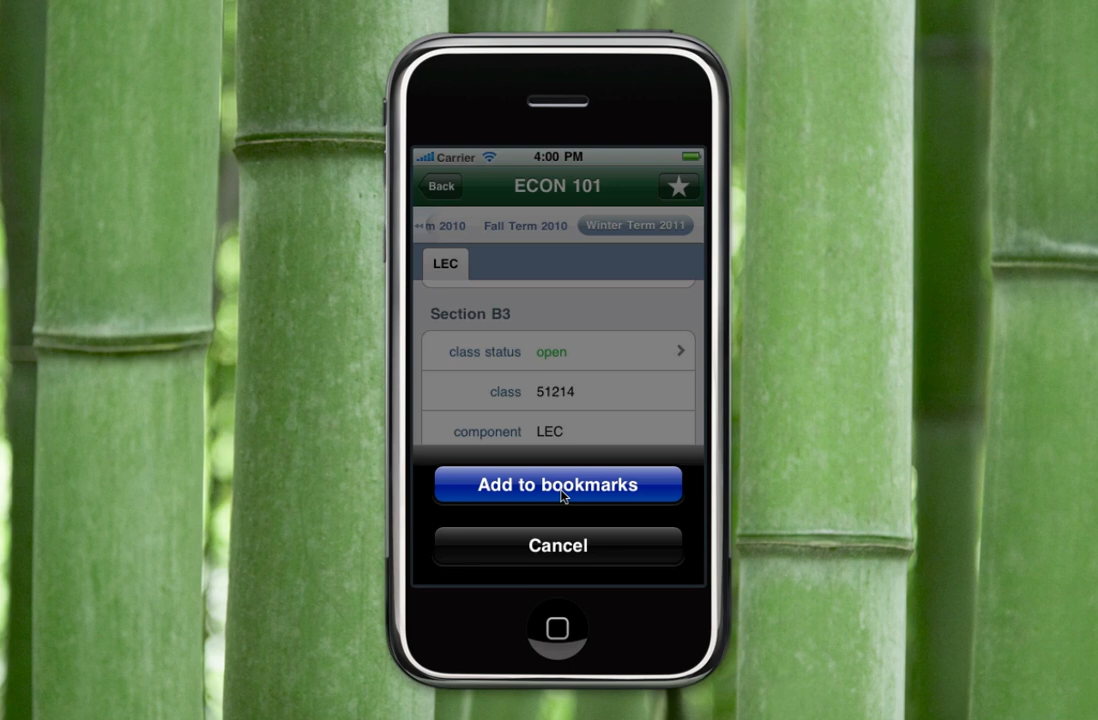 Carrier 4:00 PM
Back ECON 101
m 2010 Fall Term 2010 Winter Term 2011
LEC
Section B3
class status open
class 51214
component LEC
Add to bookmarks
Cancel